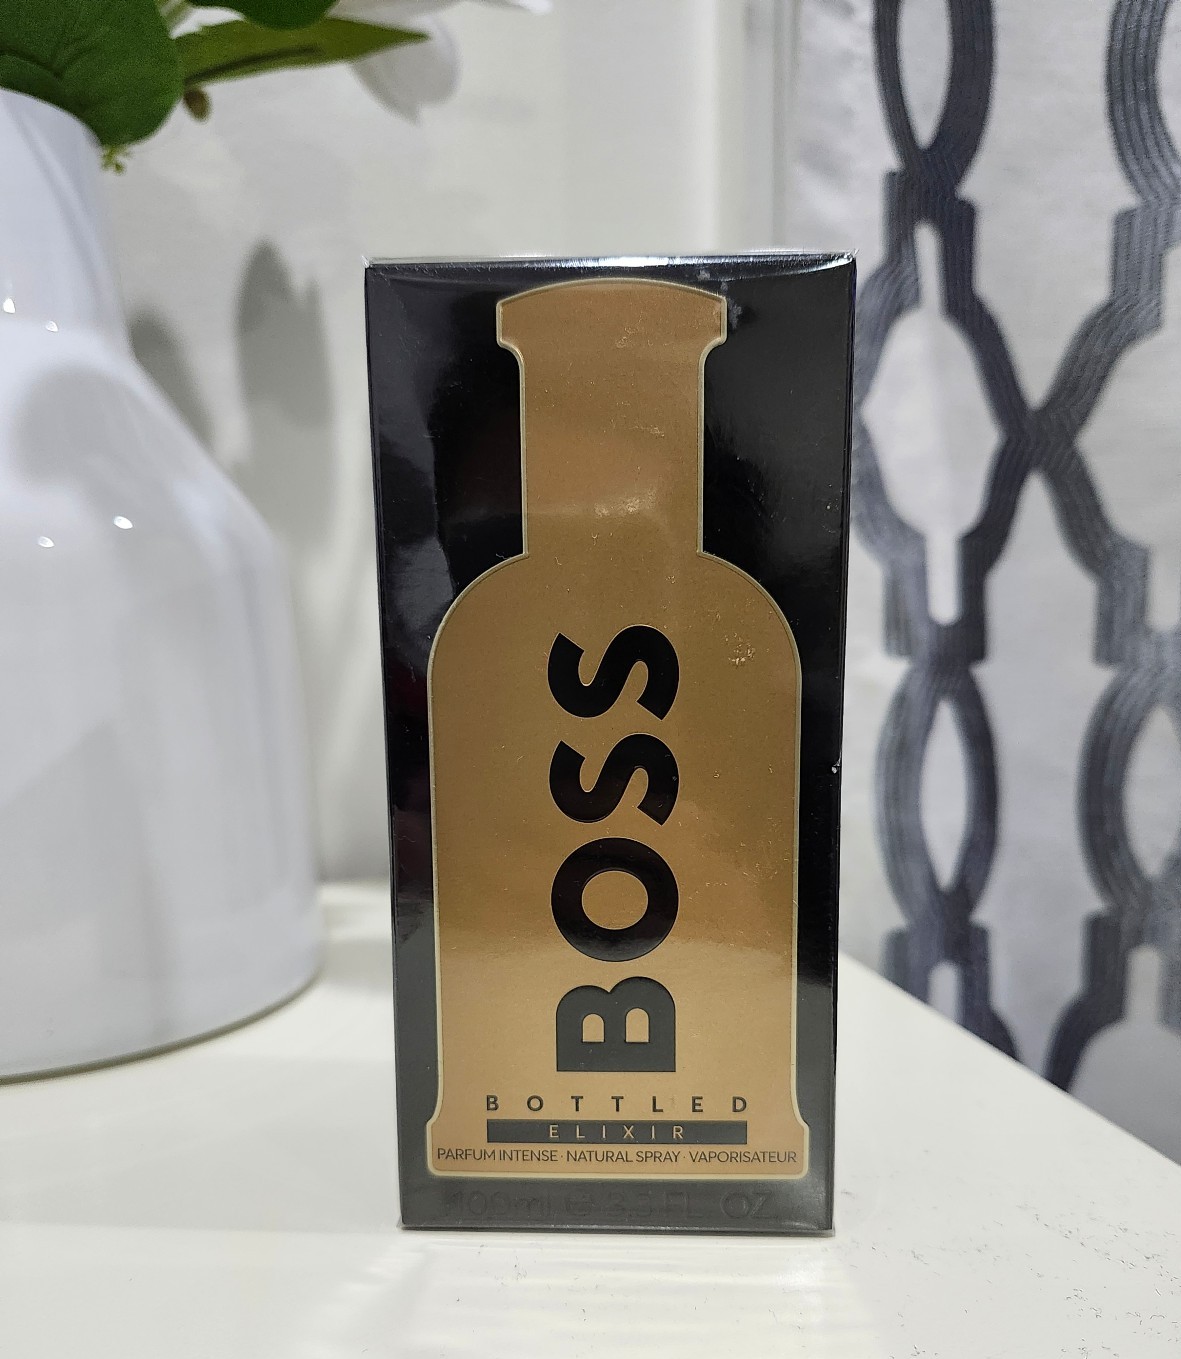 BOSS
BOTTLED
ELIXIR
PARFUM INTENSE · NATURAL SPRAY · VAPORISATEUR
100ml ℮ 3.3 FL. OZ